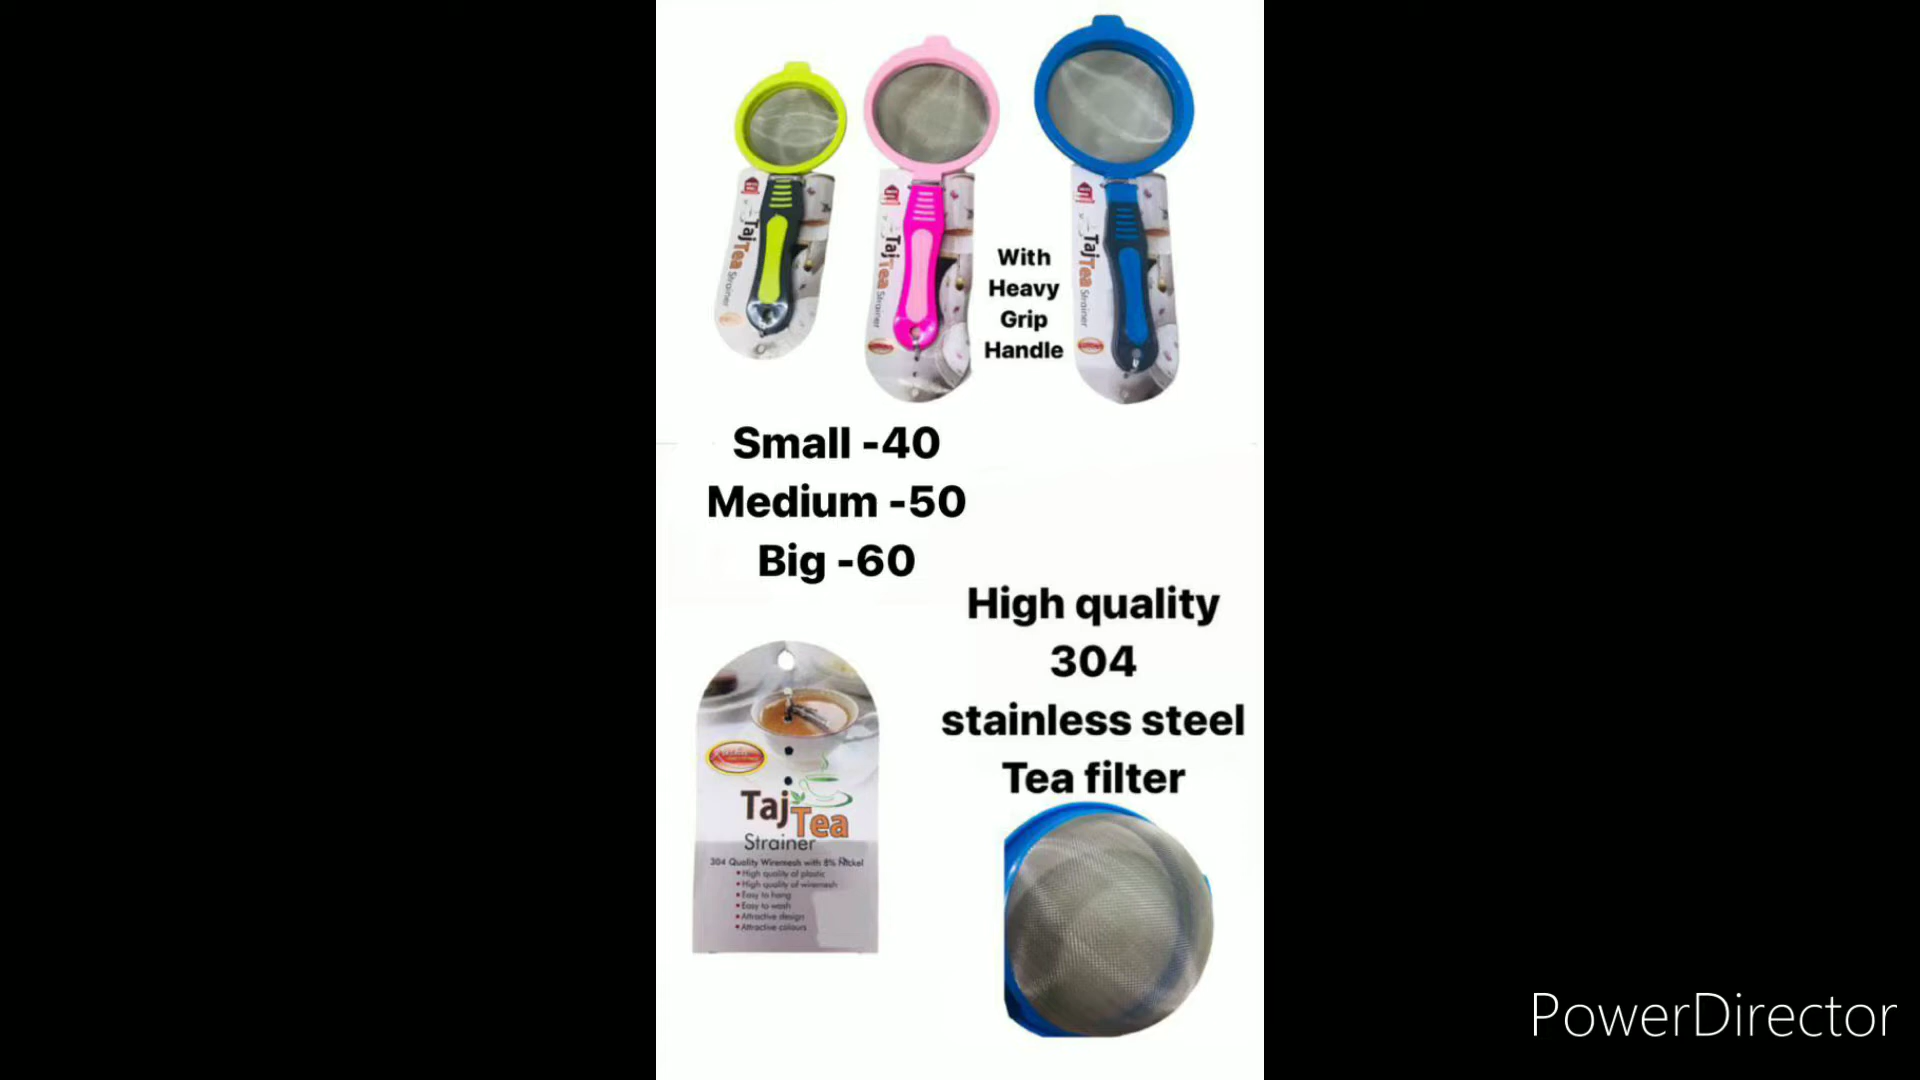 Taj
Tea
Strainer
Taj
Tea
Strainer
Taj
Tea
Strainer
With
Heavy
Grip
Handle
Small -40
Medium -50
Big -60
High quality
304
stainless steel
Tea filter
Taj
Tea
Strainer
304 Quality Wiremesh with 8% Nickel
• High quality of plastic
• High quality of wiremesh
• Easy to hang
• Easy to wash
• Attractive design
• Attractive colours
PowerDirector